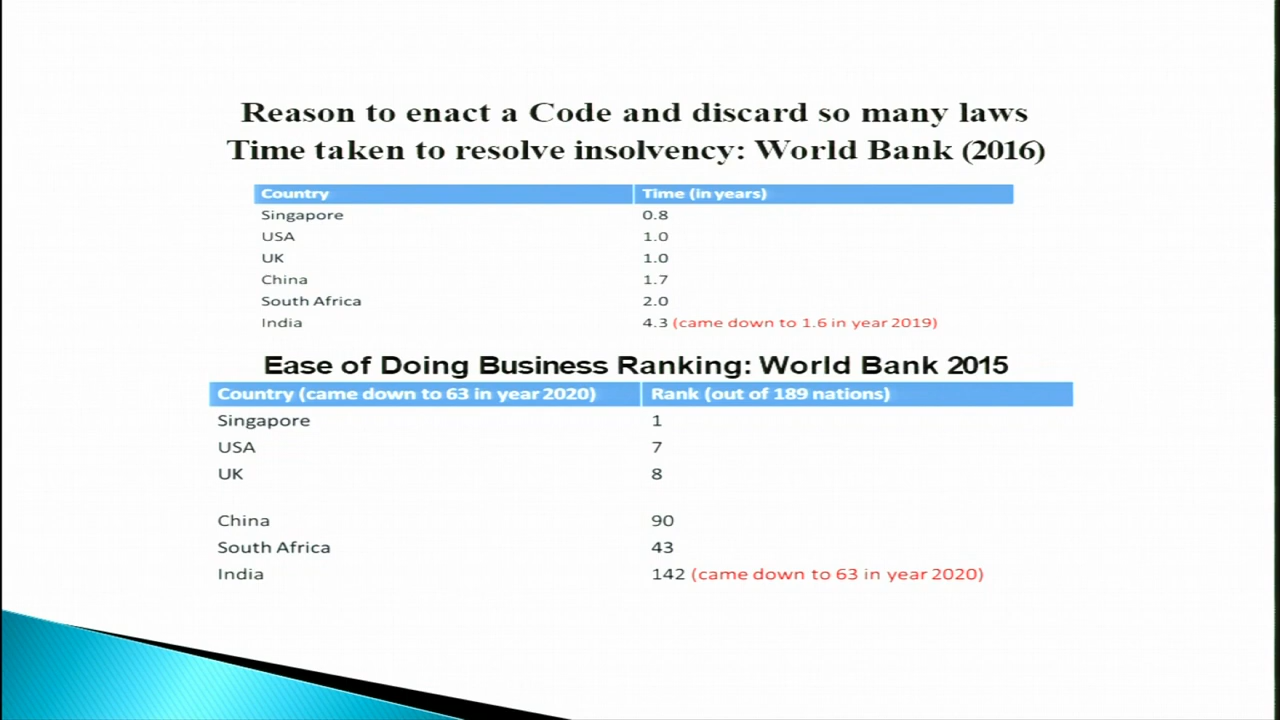 Reason to enact a Code and discard so many laws
Time taken to resolve insolvency: World Bank (2016)
Country Time (in years)
Singapore 0.8
USA 1.0
UK 1.0
China 1.7
South Africa 2.0
India 4.3 (came down to 1.6 in year 2019)
Ease of Doing Business Ranking: World Bank 2015
Country (came down to 63 in year 2020) Rank (out of 189 nations)
Singapore 1
USA 7
UK 8
China 90
South Africa 43
India 142 (came down to 63 in year 2020)